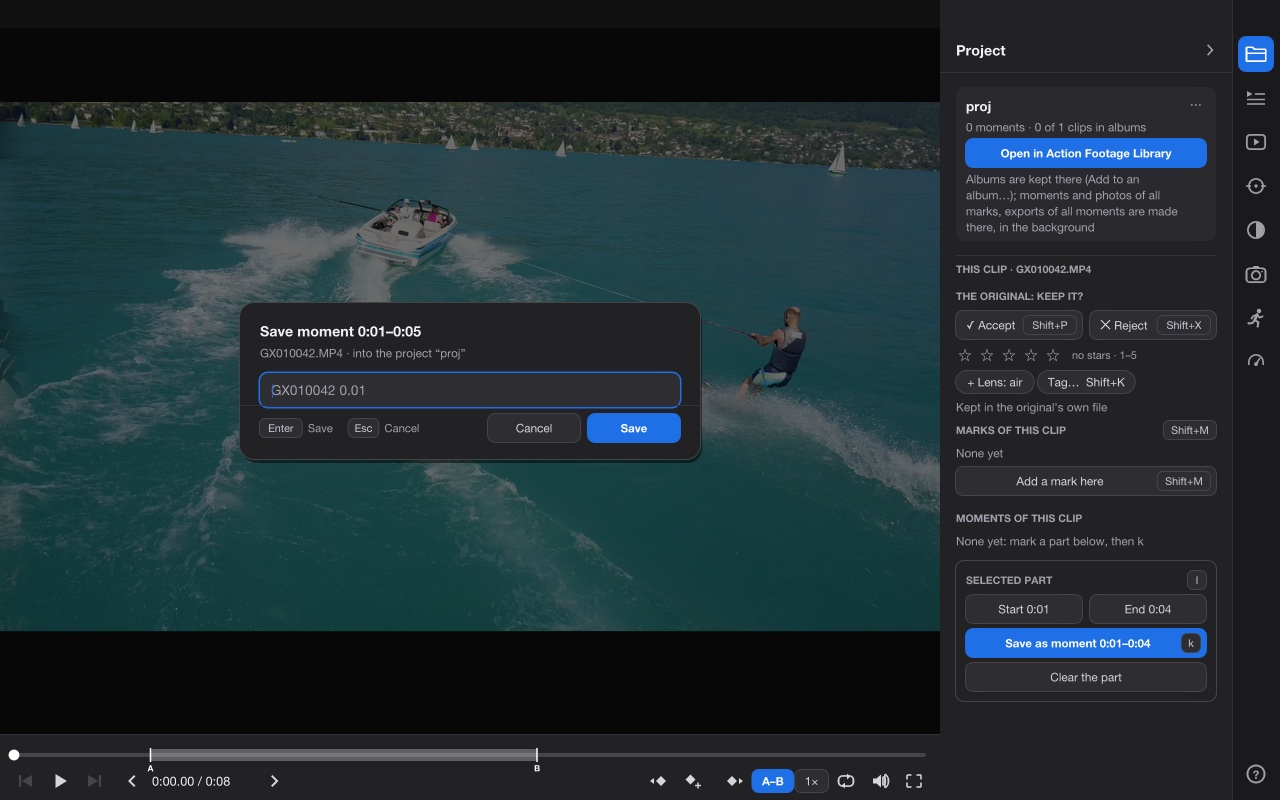 Project
proj
...
0 moments · 0 of 1 clips in albums
Open in Action Footage Library
Albums are kept there (Add to an
album…); moments and photos of all
marks, exports of all moments are made
there, in the background
THIS CLIP · GX010042.MP4
THE ORIGINAL: KEEP IT?
✓ Accept Shift+P
✕ Reject Shift+X
☆ ☆ ☆ ☆ ☆ no stars · 1–5
+ Lens: air
Tag… Shift+K
Kept in the original's own file
MARKS OF THIS CLIP Shift+M
None yet
Add a mark here Shift+M
MOMENTS OF THIS CLIP
None yet: mark a part below, then k
SELECTED PART I
Start 0:01
End 0:04
Save as moment 0:01–0:04 k
Clear the part
Save moment 0:01–0:05
GX010042.MP4 · into the project “proj”
GX010042 0.01
Enter Save Esc Cancel
Cancel
Save
A
B
0:00.00 / 0:08
A–B
1×
?